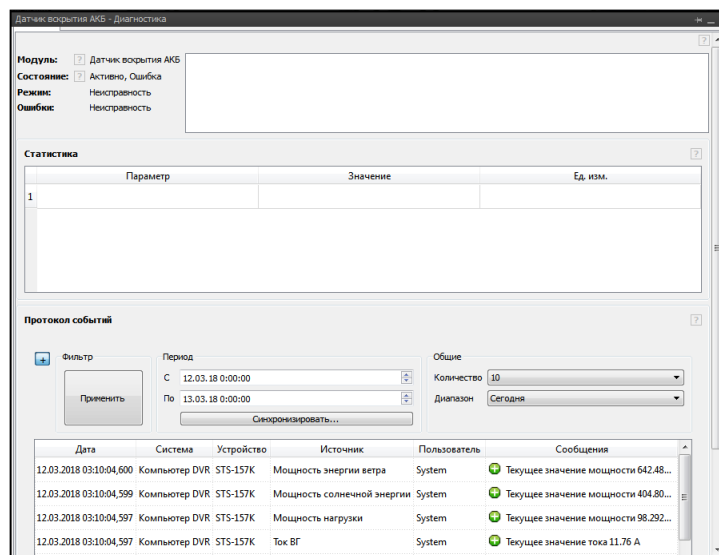 Датчик вскрытия АКБ - Диагностика
Модуль: ? Датчик вскрытия АКБ
Состояние: ? Активно, Ошибка
Режим: Неисправность
Ошибки: Неисправность
?
Статистика ?
Параметр Значение Ед. изм.
1
Протокол событий ?
+ Фильтр Период Общие
С 12.03.18 0:00:00 Количество 10
Применить По 13.03.18 0:00:00 Диапазон Сегодня
Синхронизировать...
Дата Система Устройство Источник Пользователь Сообщения
12.03.2018 03:10:04,600 Компьютер DVR STS-157K Мощность энергии ветра System Текущее значение мощности 642.48...
12.03.2018 03:10:04,599 Компьютер DVR STS-157K Мощность солнечной энергии System Текущее значение мощности 404.80...
12.03.2018 03:10:04,597 Компьютер DVR STS-157K Мощность нагрузки System Текущее значение мощности 98.292...
12.03.2018 03:10:04,597 Компьютер DVR STS-157K Ток ВГ System Текущее значение тока 11.76 А